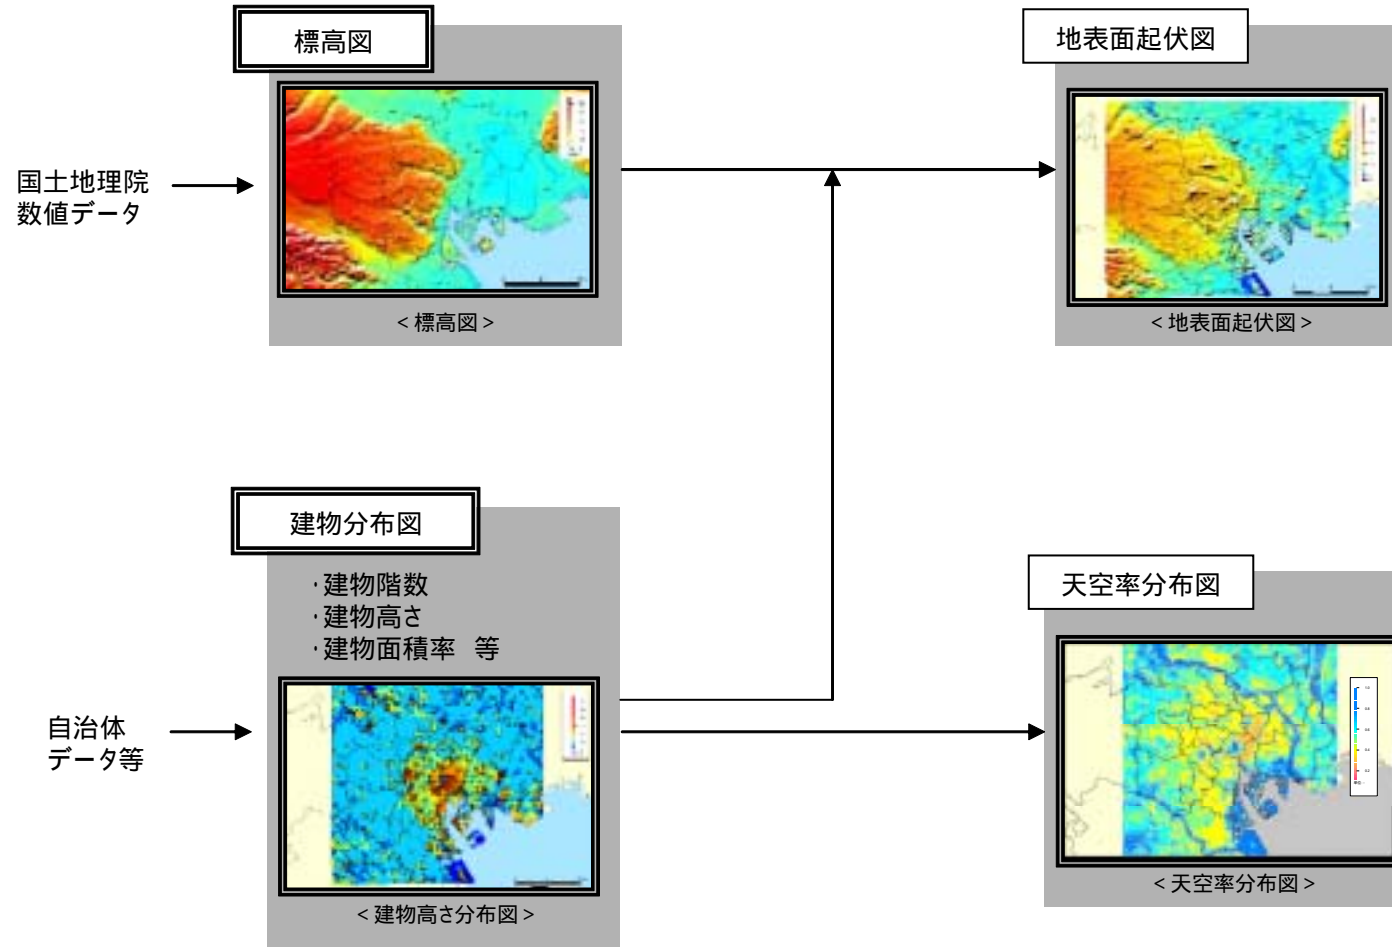 標高図
国土地理院
数値データ
<標高図>
地表面起伏図
<地表面起伏図>
建物分布図
・建物階数
・建物高さ
・建物面積率 等
自治体
データ等
<建物高さ分布図>
天空率分布図
<天空率分布図>